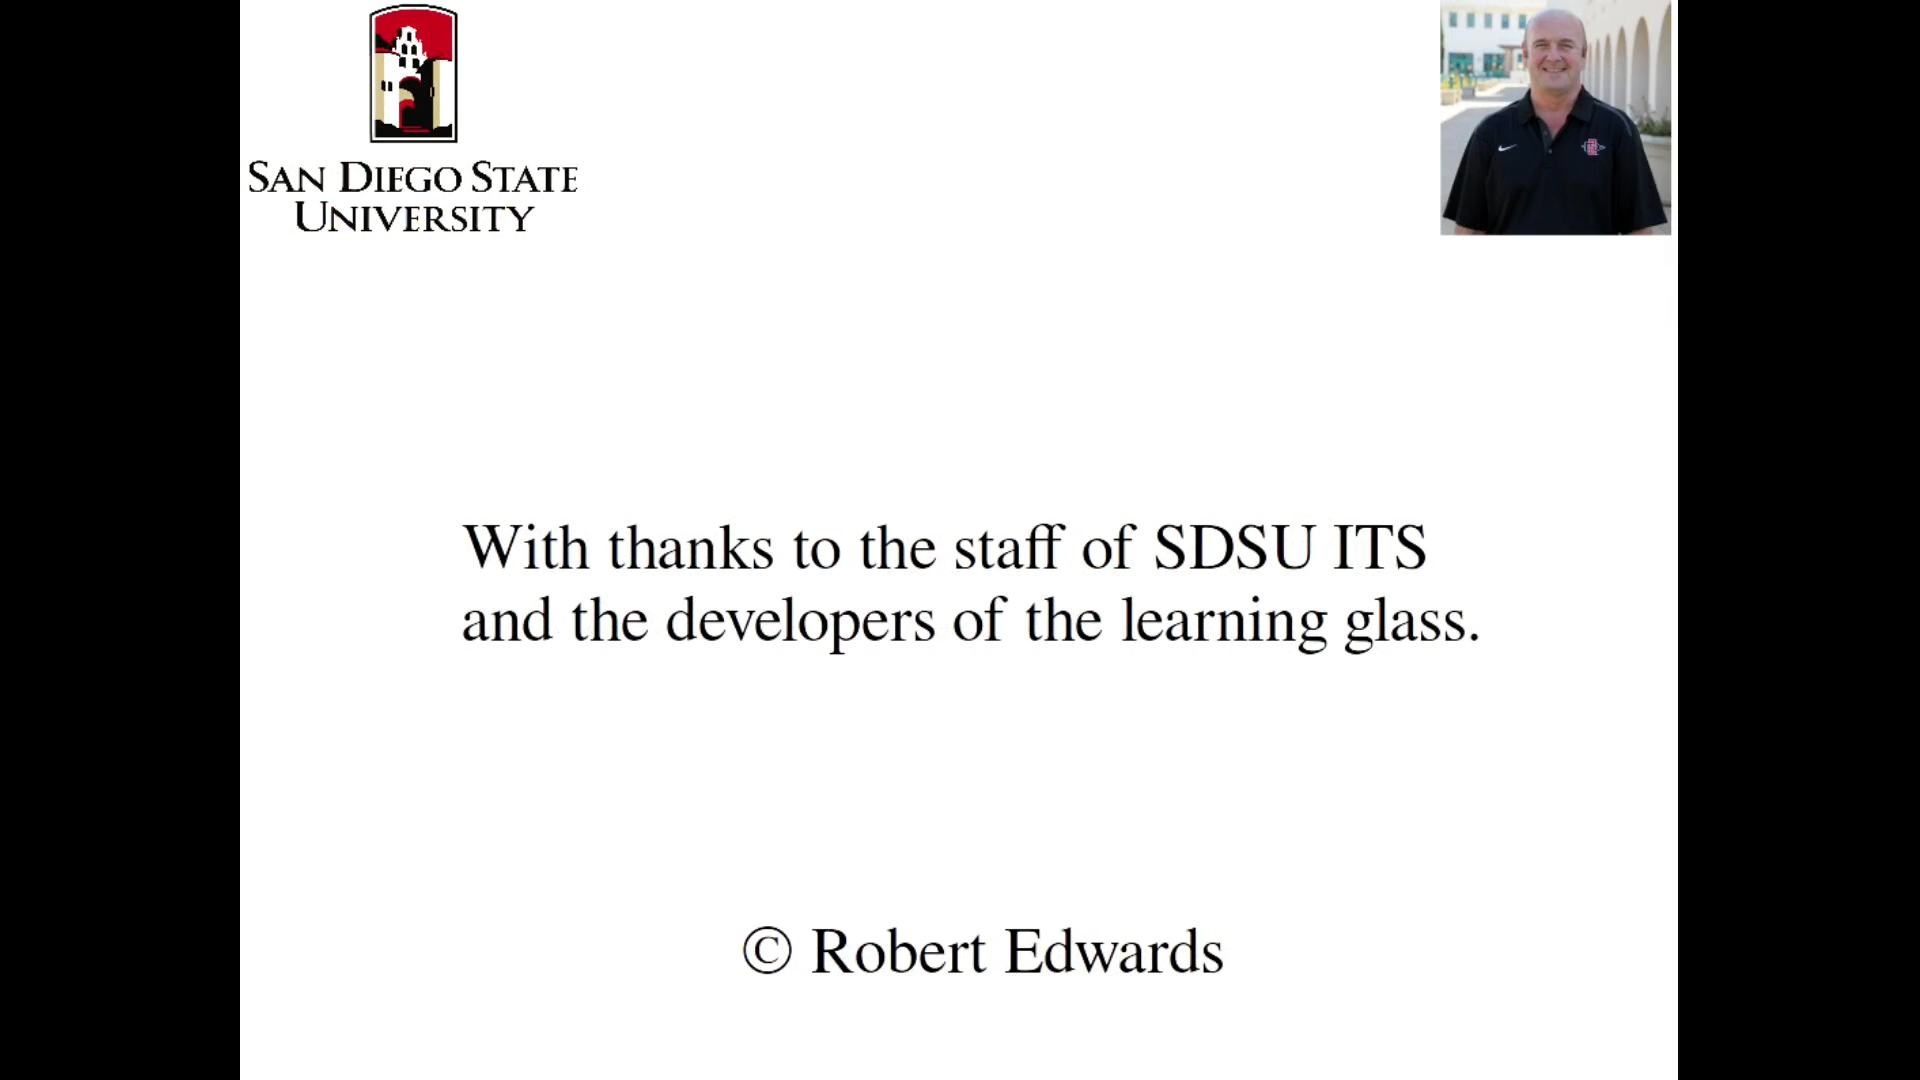 SAN DIEGO STATE
UNIVERSITY
With thanks to the staff of SDSU ITS
and the developers of the learning glass.
© Robert Edwards